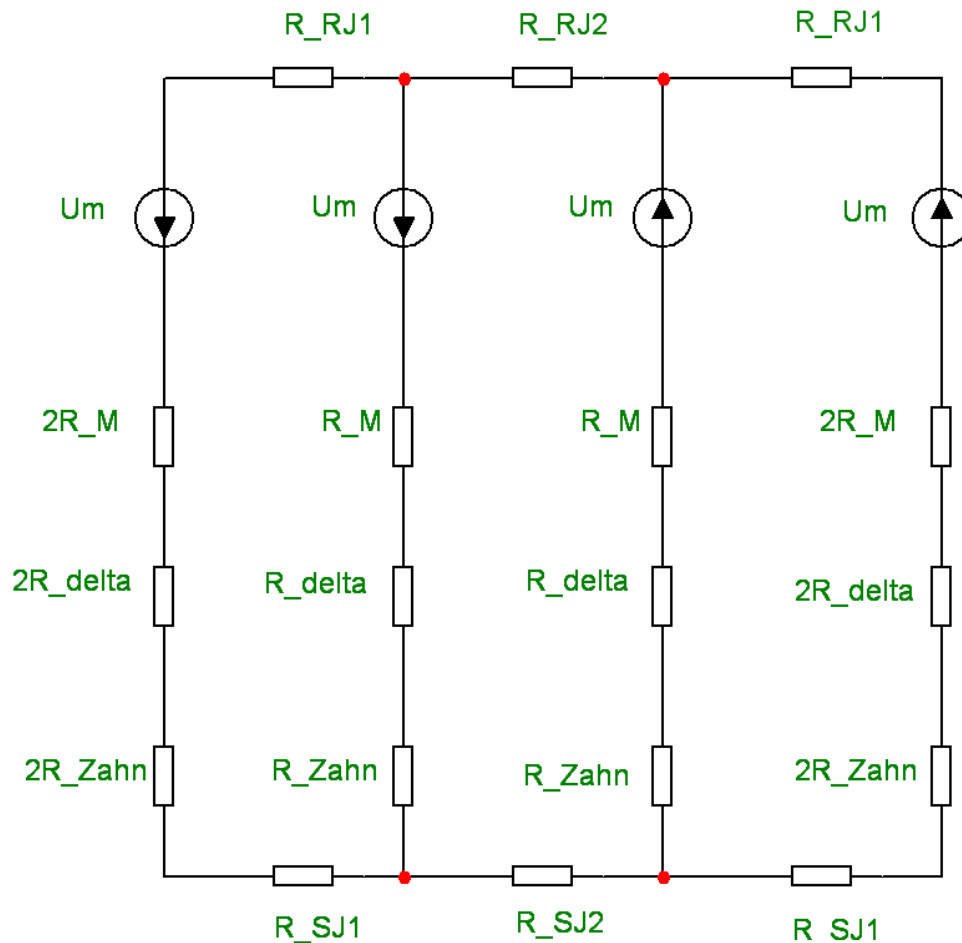 R_RJ1
R_RJ2
R_RJ1
Um
Um
Um
Um
2R_M
R_M
R_M
2R_M
2R_delta
R_delta
R_delta
2R_delta
2R_Zahn
R_Zahn
R_Zahn
2R_Zahn
R_SJ1
R_SJ2
R_SJ1